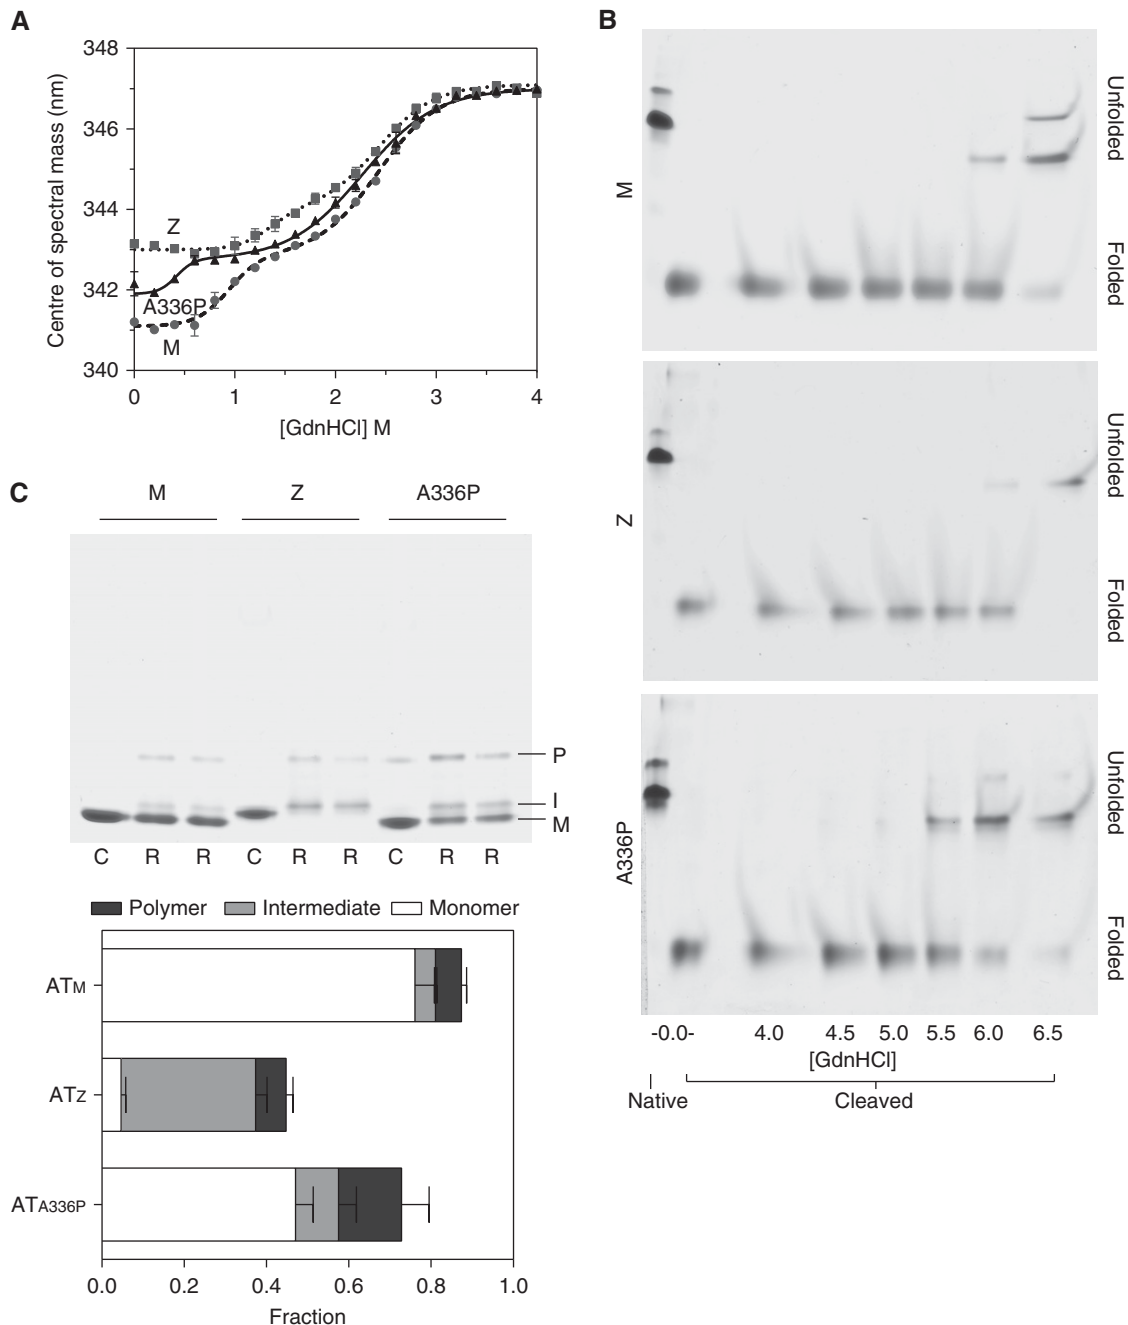 A
348
346
344
342
340
Centre of spectral mass (nm)
Z
A336P
M
0 1 2 3 4
[GdnHCl] M
B
M
Unfolded
Folded
Z
Unfolded
Folded
A336P
Unfolded
Folded
-0.0- 4.0 4.5 5.0 5.5 6.0 6.5
[GdnHCl]
Native Cleaved
C
M Z A336P
P
I
M
C R R C R R C R R
Polymer Intermediate Monomer
ATM
ATZ
ATA336P
0.0 0.2 0.4 0.6 0.8 1.0
Fraction